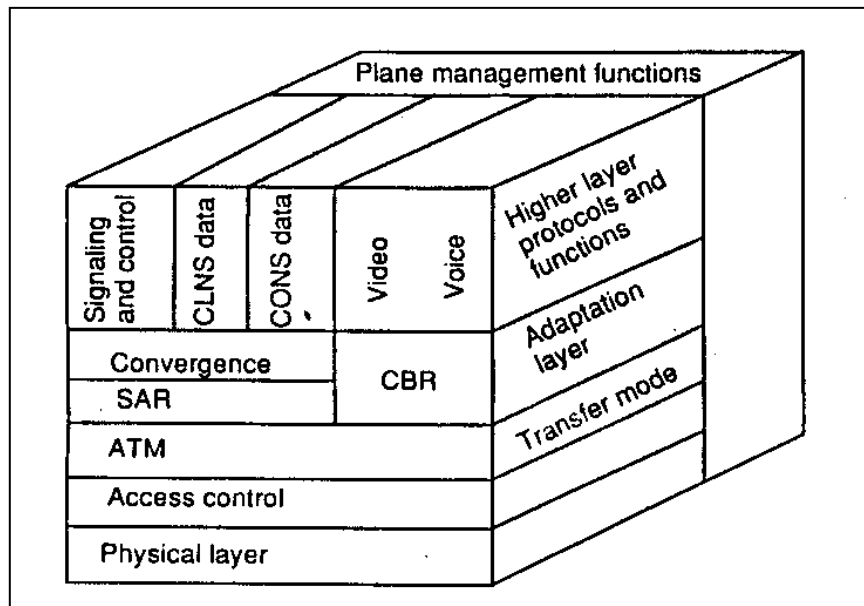 Plane management functions
Signaling
and control
CLNS data
CONS data
Video
Voice
Higher layer
protocols and
functions
Convergence
SAR
CBR
Adaptation
layer
ATM
Transfer mode
Access control
Physical layer